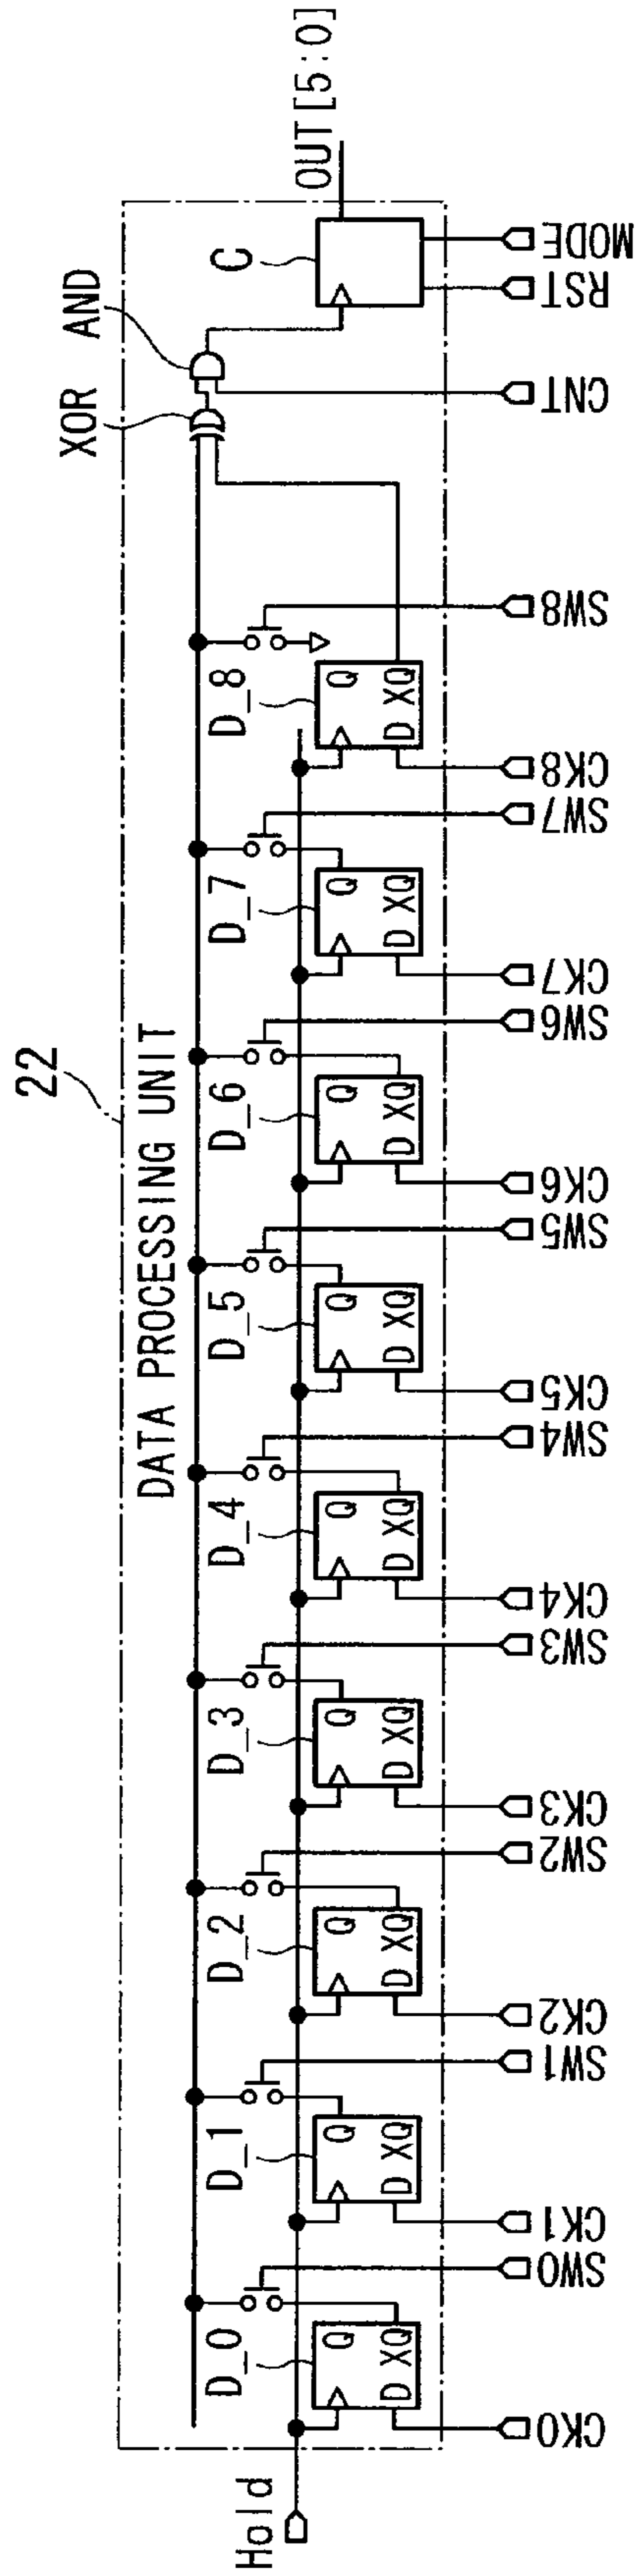 22
DATA PROCESSING UNIT
XOR
AND
C
OUT[5:0]
Hold
D_0
Q
D XQ
D_1
Q
D XQ
D_2
Q
D XQ
D_3
Q
D XQ
D_4
Q
D XQ
D_5
Q
D XQ
D_6
Q
D XQ
D_7
Q
D XQ
D_8
Q
D XQ
CK0
SW0
CK1
SW1
CK2
SW2
CK3
SW3
CK4
SW4
CK5
SW5
CK6
SW6
CK7
SW7
CK8
SW8
CNT
RST
MODE